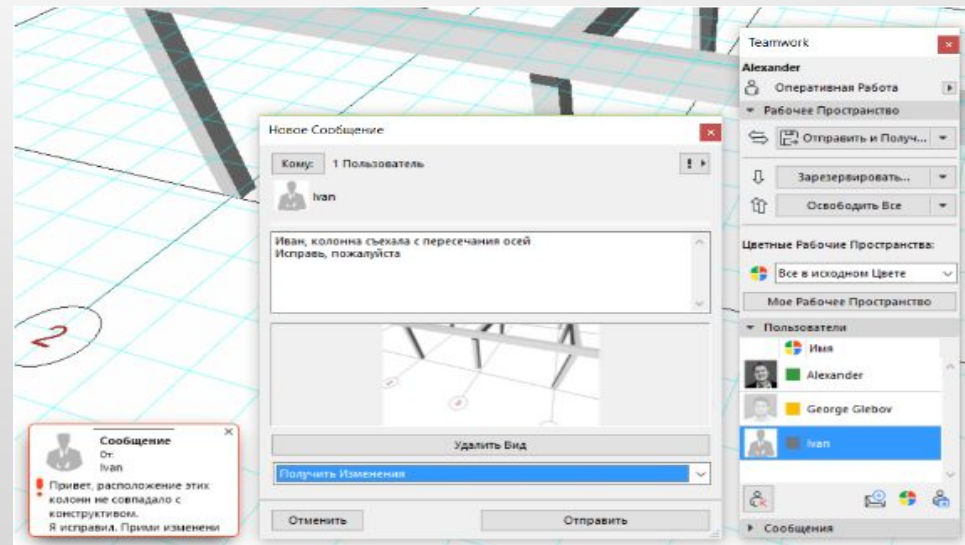 2
Сообщение
От:
Ivan
Привет, расположение этих
колонн не совпадало с
конструктивом.
Я исправил. Прими изменени
Новое Сообщение
Кому:
1 Пользователь
Ivan
Иван, колонна съехала с пересечания осей
Исправь, пожалуйста
Удалить Вид
Получить Изменения
Отменить
Отправить
Teamwork
Alexander
Оперативная Работа
Рабочее Пространство
Отправить и Получ...
Зарезервировать...
Освободить Все
Цветные Рабочие Пространства:
Все в исходном Цвете
Мое Рабочее Пространство
Пользователи
Имя
Alexander
George Glebov
Ivan
Сообщения